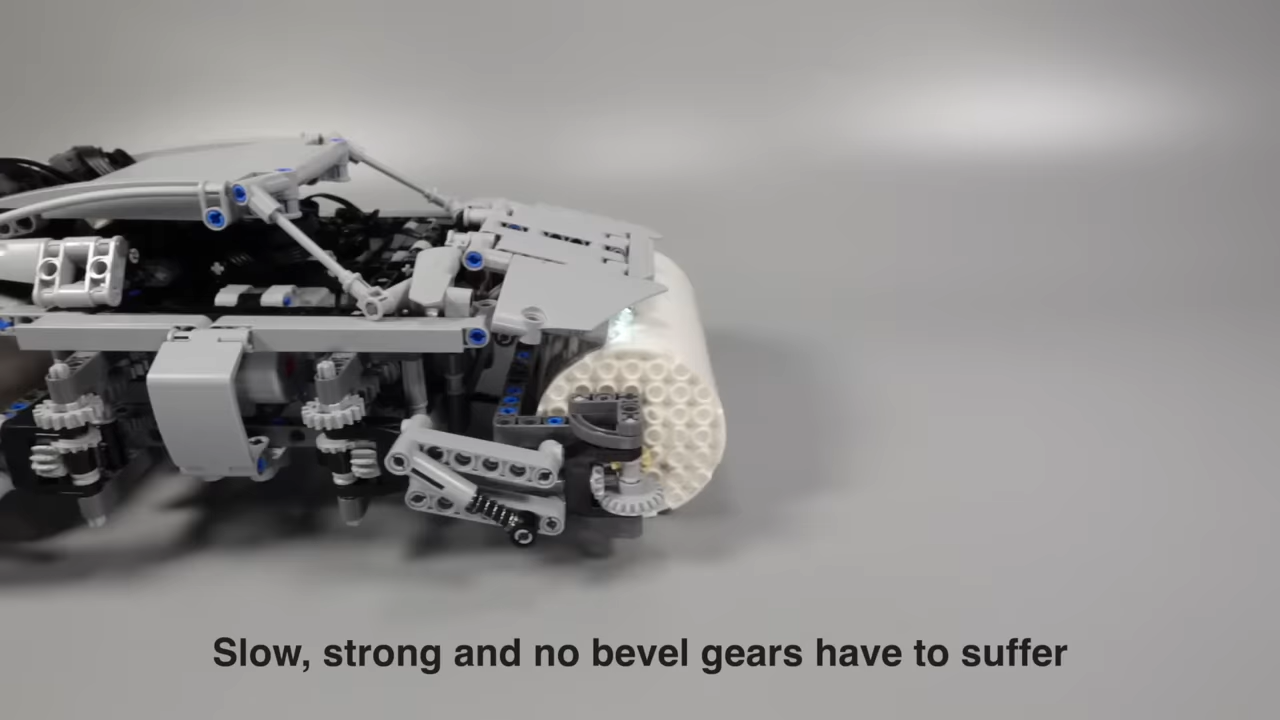 Slow, strong and no bevel gears have to suffer